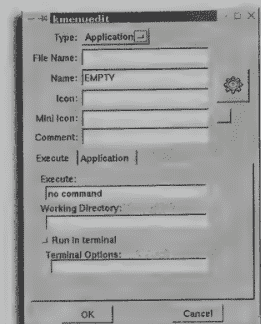 kmenuedit
Type: Application
File Name:
Name: EMPTY
Icon:
Mini Icon:
Comment:
Execute Application
Execute:
no command
Working Directory:
Run in terminal
Terminal Options:
OK Cancel